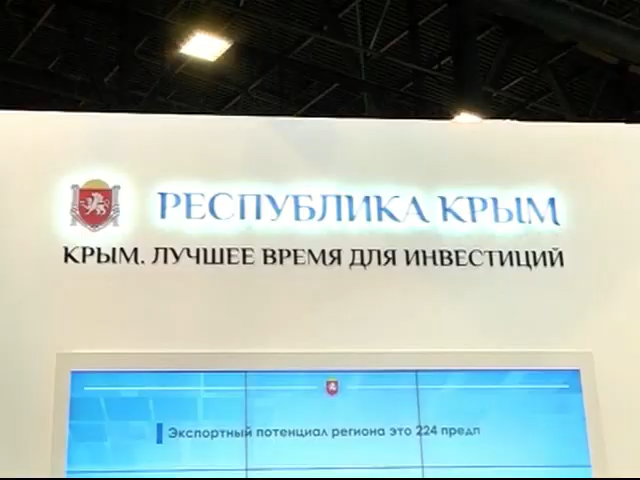 РЕСПУБЛИКА КРЫМ
КРЫМ. ЛУЧШЕЕ ВРЕМЯ ДЛЯ ИНВЕСТИЦИЙ
Экспортный потенциал региона это 224 предп